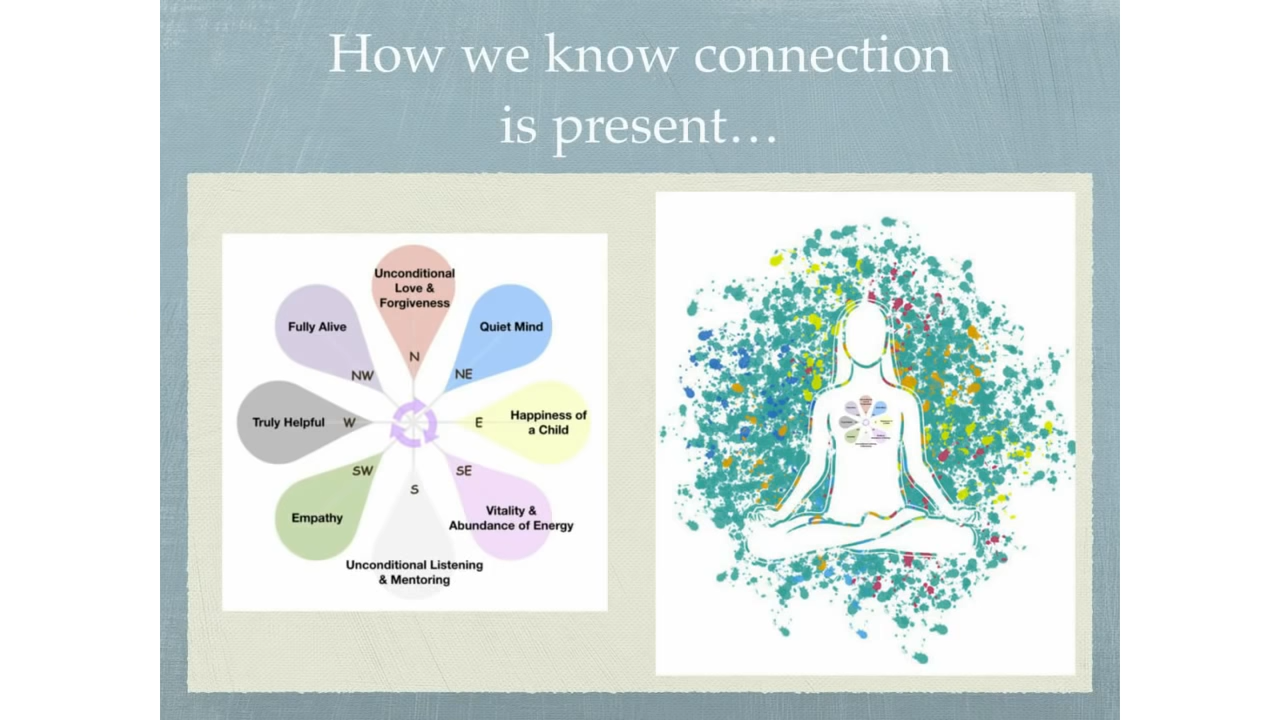 How we know connection
is present…
Unconditional
Love &
Forgiveness
N
Quiet Mind
NE
Happiness of
a Child
E
Vitality &
Abundance of Energy
SE
Unconditional Listening
& Mentoring
S
Empathy
SW
Truly Helpful
W
Fully Alive
NW